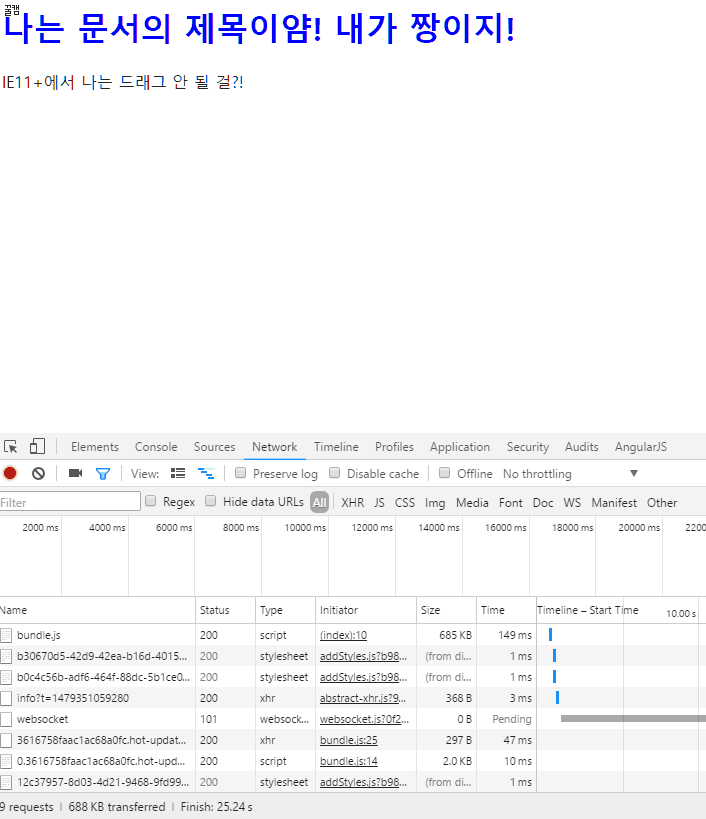 꿀캠
나는 문서의 제목이얌! 내가 짱이지!
IE11+에서 나는 드래그 안 될 걸?!
Elements Console Sources Network Timeline Profiles Application Security Audits AngularJS
View: Preserve log Disable cache Offline No throttling
Filter Regex Hide data URLs All XHR JS CSS Img Media Font Doc WS Manifest Other
2000 ms 4000 ms 6000 ms 8000 ms 10000 ms 12000 ms 14000 ms 16000 ms 18000 ms 20000 ms 2200
Name Status Type Initiator Size Time Timeline – Start Time 10.00 s
bundle.js 200 script (index):10 685 KB 149 ms
b30670d5-42d9-42ea-b16d-4015... 200 stylesheet addStyles.js?b98... (from di... 1 ms
b0c4c56b-adf6-464f-88dc-5b1ce0... 200 stylesheet addStyles.js?b98... (from di... 1 ms
info?t=1479351059280 200 xhr abstract-xhr.js?9... 368 B 3 ms
websocket 101 websoc... websocket.js?0f2... 0 B Pending
3616758faac1ac68a0fc.hot-updat... 200 xhr bundle.js:25 297 B 47 ms
0.3616758faac1ac68a0fc.hot-upd... 200 script bundle.js:14 2.0 KB 10 ms
12c37957-8d03-4d21-9468-9fd99... 200 stylesheet addStyles.js?b98... (from di... 1 ms
9 requests | 688 KB transferred | Finish: 25.24 s